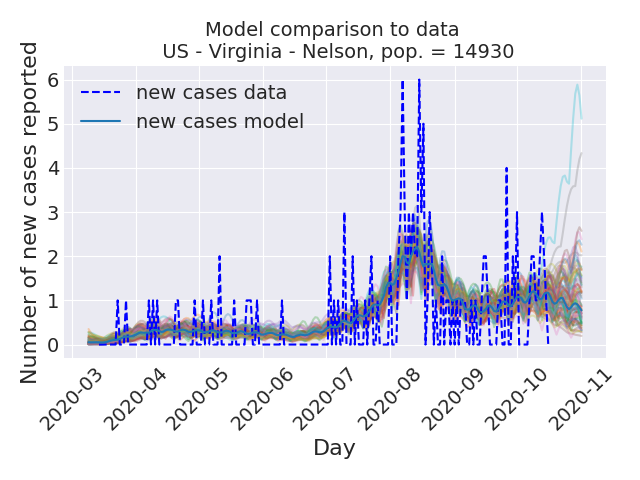 Model comparison to data
US - Virginia - Nelson, pop. = 14930
Number of new cases reported
6
5
4
3
2
1
0
new cases data
new cases model
2020-03
2020-04
2020-05
2020-06
2020-07
2020-08
2020-09
2020-10
2020-11
Day